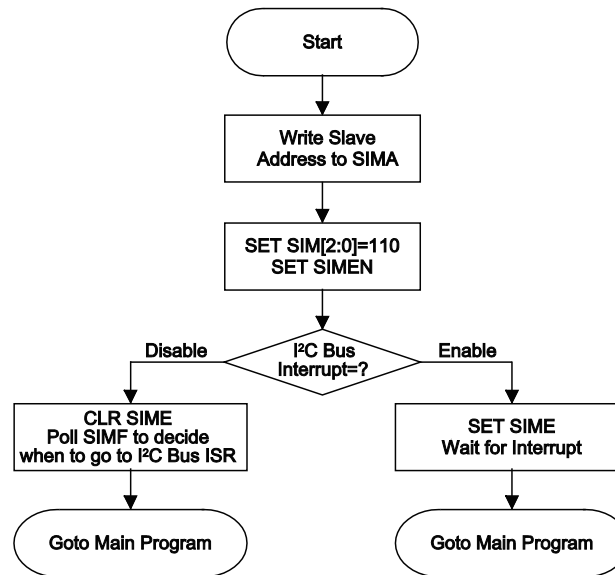 Start
Write Slave
Address to SIMA
SET SIM[2:0]=110
SET SIMEN
I²C Bus
Interrupt=?
Disable
Enable
CLR SIME
Poll SIMF to decide
when to go to I²C Bus ISR
SET SIME
Wait for Interrupt
Goto Main Program
Goto Main Program